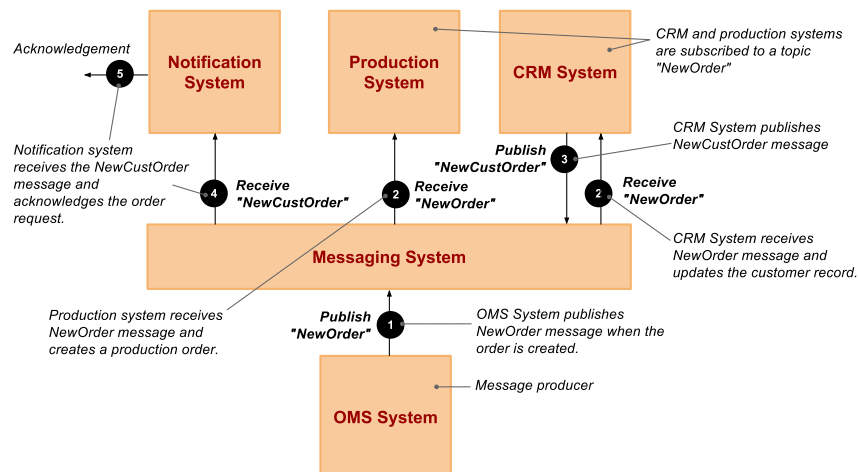 Acknowledgement
5
Notification
System
Production
System
CRM System
CRM and production systems
are subscribed to a topic
"NewOrder"
Notification system
receives the NewCustOrder
message and
acknowledges the order
request.
4
Receive
"NewCustOrder"
2
Receive
"NewOrder"
Publish
"NewCustOrder"
3
CRM System publishes
NewCustOrder message
2
Receive
"NewOrder"
CRM System receives
NewOrder message and
updates the customer record.
Messaging System
Production system receives
NewOrder message and
creates a production order.
Publish
"NewOrder"
1
OMS System publishes
NewOrder message when the
order is created.
OMS System
Message producer